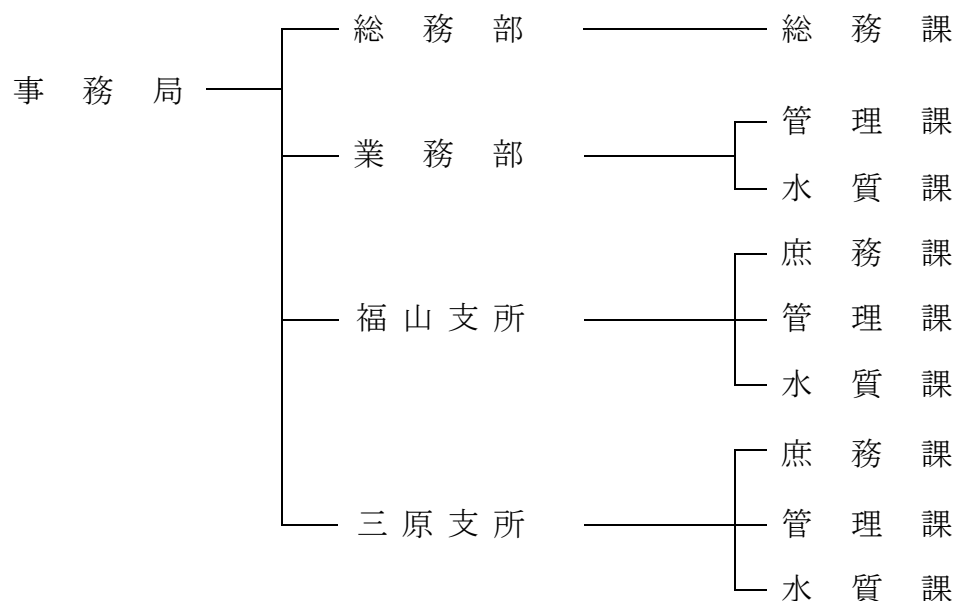 総務部 総務課
事務局
管理課
業務部
水質課
庶務課
福山支所 管理課
水質課
庶務課
三原支所 管理課
水質課